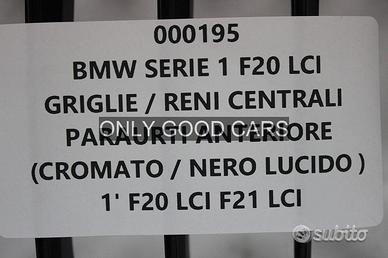 000195
BMW SERIE 1 F20 LCI
GRIGLIE / RENI CENTRALI
PARAURTI ANTERIORE
ONLY GOOD CARS
(CROMATO / NERO LUCIDO )
1' F20 LCI F21 LCI
subito